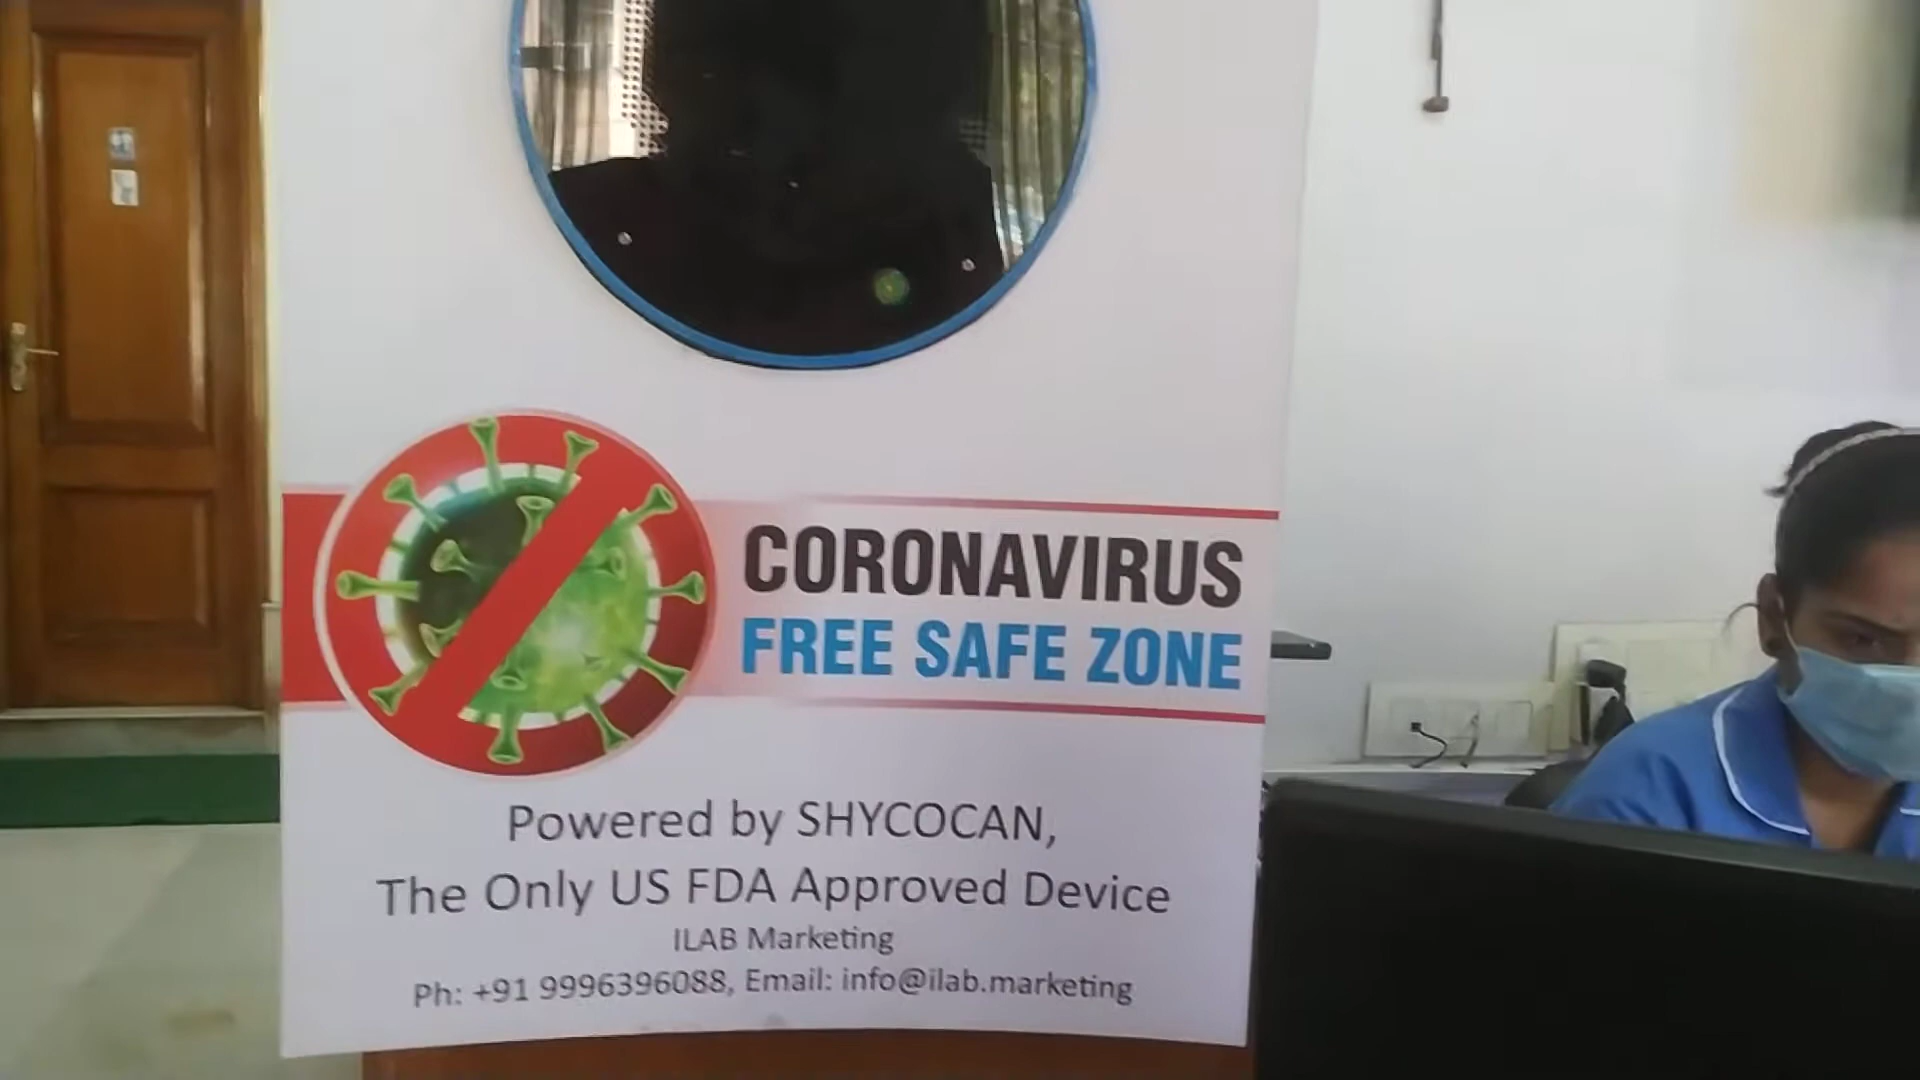 CORONAVIRUS
FREE SAFE ZONE
Powered by SHYCOCAN,
The Only US FDA Approved Device
ILAB Marketing
Ph: +91 9996396088, Email: info@ilab.marketing